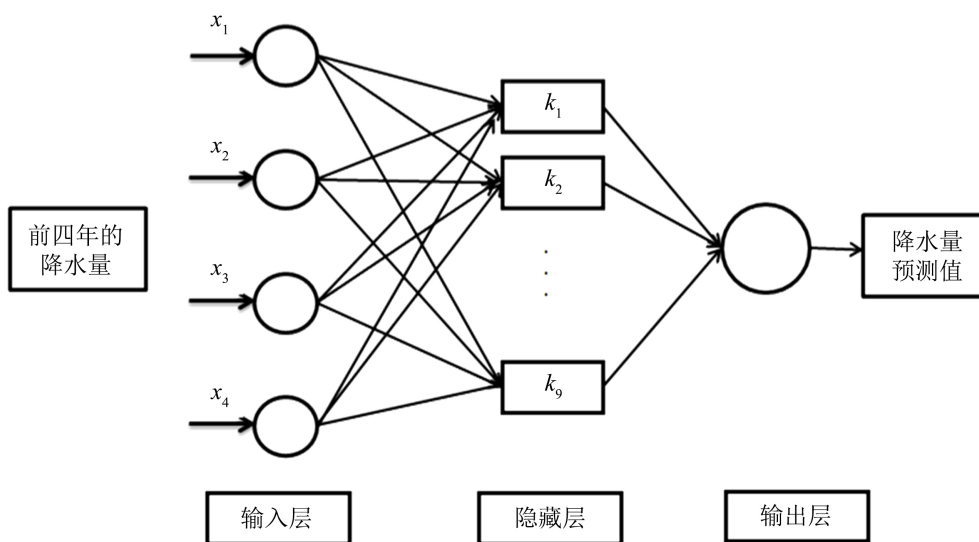 x₁
x₂
x₃
x₄
前四年的
降水量
k₁
k₂
k₉
降水量
预测值
输入层
隐藏层
输出层